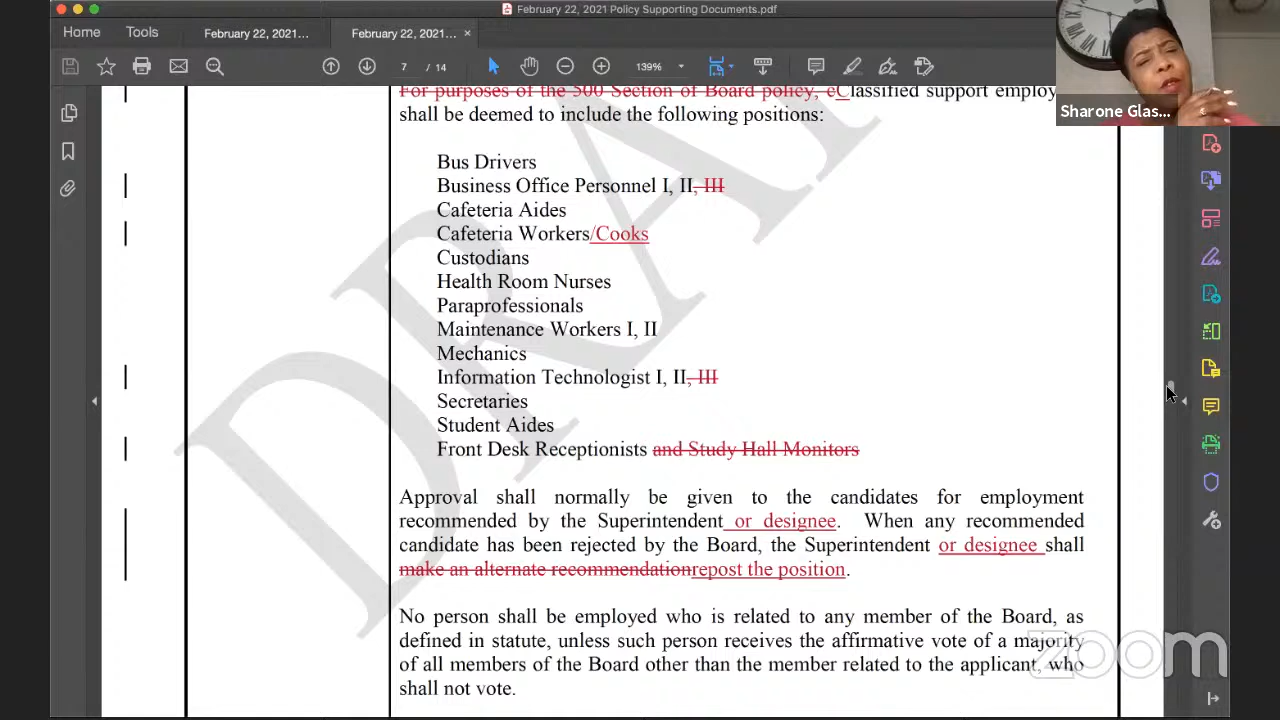 February 22, 2021 Policy Supporting Documents.pdf
Home Tools February 22, 2021... February 22, 2021... ×
7 / 14 139%
Sharone Glas...
For purposes of the 500 Section of Board policy, cClassified support employ
shall be deemed to include the following positions:
Bus Drivers
Business Office Personnel I, II, III
Cafeteria Aides
Cafeteria Workers/Cooks
Custodians
Health Room Nurses
Paraprofessionals
Maintenance Workers I, II
Mechanics
Information Technologist I, II, III
Secretaries
Student Aides
Front Desk Receptionists and Study Hall Monitors
Approval shall normally be given to the candidates for employment
recommended by the Superintendent or designee. When any recommended
candidate has been rejected by the Board, the Superintendent or designee shall
make an alternate recommendationrepost the position.
No person shall be employed who is related to any member of the Board, as
defined in statute, unless such person receives the affirmative vote of a majority
of all members of the Board other than the member related to the applicant, who
shall not vote.
zoom
DRA